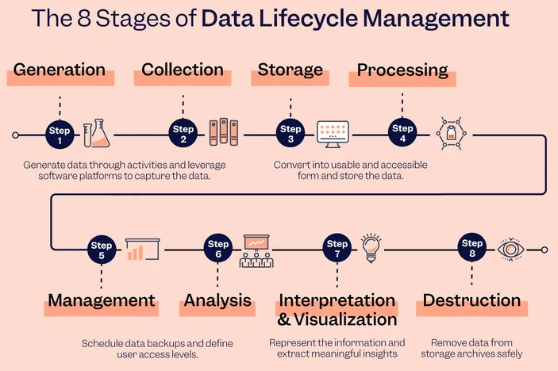 The 8 Stages of Data Lifecycle Management
Generation
Collection
Storage
Processing
Step
1
Step
2
Step
3
Step
4
Generate data through activities and leverage
software platforms to capture the data.
Convert into usable and accessible
form and store the data.
Step
5
Step
6
Step
7
Step
8
Management
Analysis
Interpretation
& Visualization
Destruction
Schedule data backups and define
user access levels.
Represent the information and
extract meaningful insights
Remove data from
storage archives safely